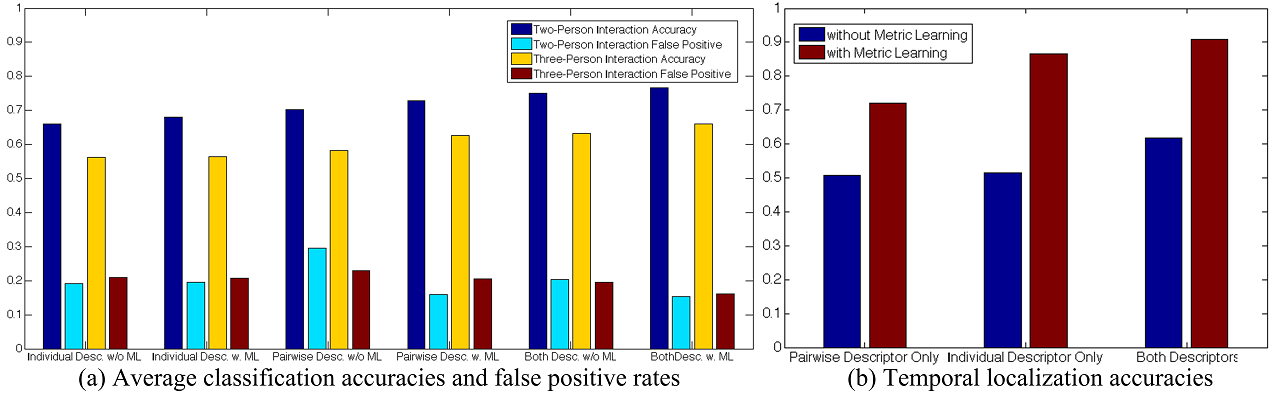 1
0.9
0.8
0.7
0.6
0.5
0.4
0.3
0.2
0.1
0
Two-Person Interaction Accuracy
Two-Person Interaction False Positive
Three-Person Interaction Accuracy
Three-Person Interaction False Positive
Individual Desc. w/o ML
Individual Desc. w. ML
Pairwise Desc. w/o ML
Pairwise Desc. w. ML
Both Desc. w/o ML
BothDesc. w. ML
(a) Average classification accuracies and false positive rates
1
0.9
0.8
0.7
0.6
0.5
0.4
0.3
0.2
0.1
0
without Metric Learning
with Metric Learning
Pairwise Descriptor Only
Individual Descriptor Only
Both Descriptors
(b) Temporal localization accuracies